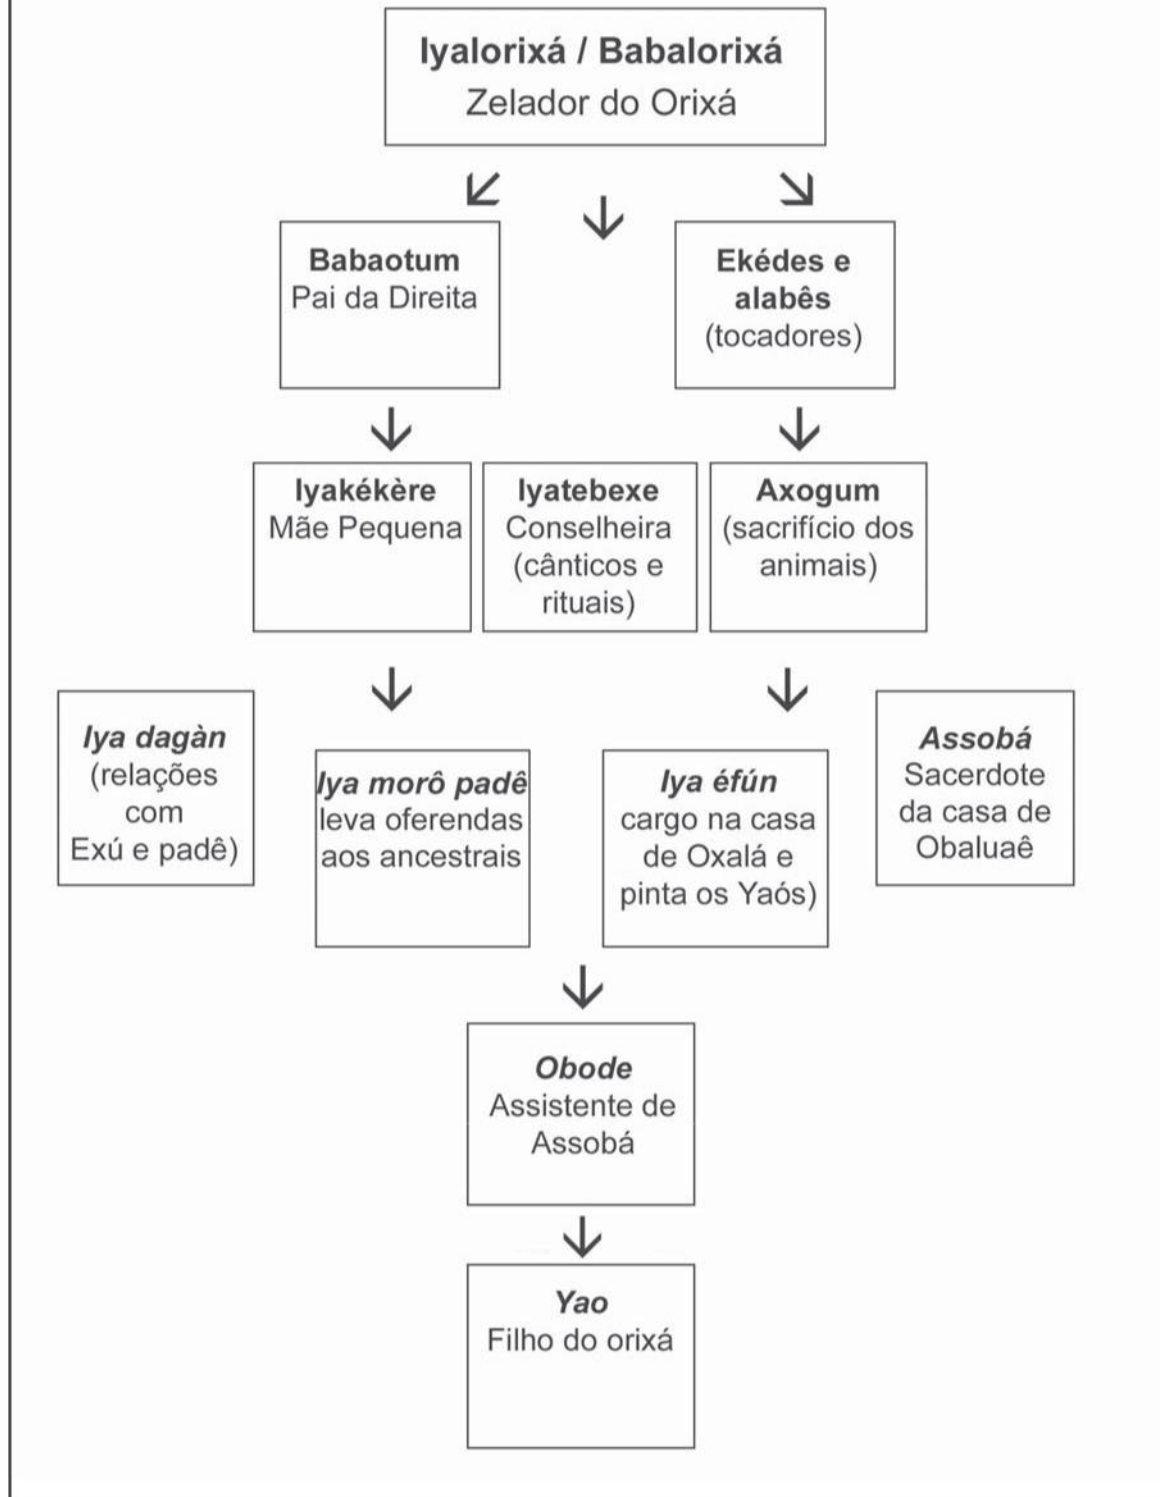 Iyalorixá / Babalorixá
Zelador do Orixá
Babaotum
Pai da Direita
Ekédes e
alabês
(tocadores)
Iyakékère
Mãe Pequena
Iyatebexe
Conselheira
(cânticos e
rituais)
Axogum
(sacrifício dos
animais)
Iya dagàn
(relações
com
Exú e padê)
Iya morô padê
leva oferendas
aos ancestrais
Iya éfún
cargo na casa
de Oxalá e
pinta os Yaós)
Assobá
Sacerdote
da casa de
Obaluaê
Obode
Assistente de
Assobá
Yao
Filho do orixá